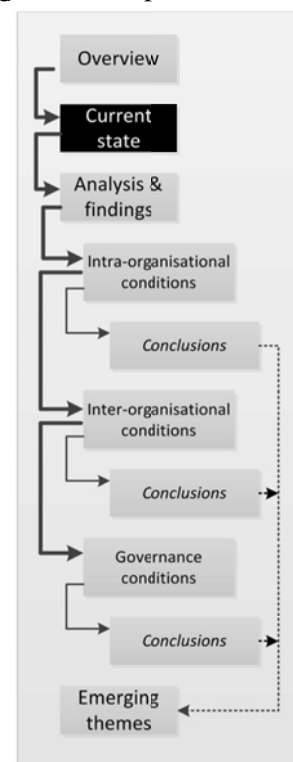 Overview
Current
state
Analysis &
findings
Intra-organisational
conditions
Conclusions
Inter-organisational
conditions
Conclusions
Governance
conditions
Conclusions
Emerging
themes